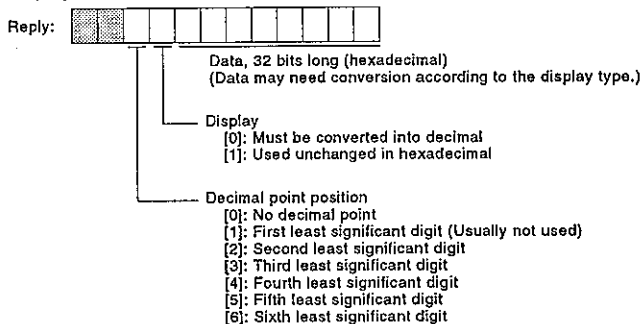 Reply:
Data, 32 bits long (hexadecimal)
(Data may need conversion according to the display type.)
Display
[0]: Must be converted into decimal
[1]: Used unchanged in hexadecimal
Decimal point position
[0]: No decimal point
[1]: First least significant digit (Usually not used)
[2]: Second least significant digit
[3]: Third least significant digit
[4]: Fourth least significant digit
[5]: Fifth least significant digit
[6]: Sixth least significant digit